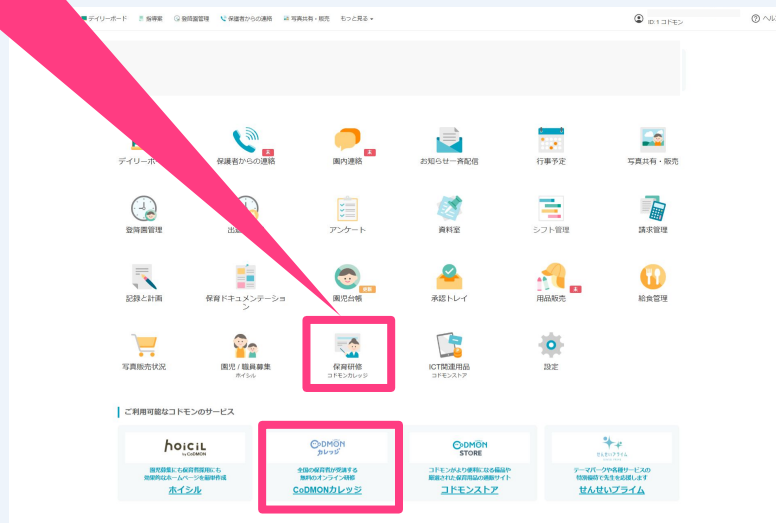 デイリーボード 指導案 登降園管理 保護者からの連絡 写真共有・販売 もっと見る
ID:1 コドモン
保護者からの連絡 園内連絡 お知らせ一斉配信 行事予定 写真共有・販売
登降園管理 アンケート 資料室 シフト管理 請求管理
記録と計画 保育ドキュメンテーショ 園児台帳 承認トレイ 用品販売 給食管理
ン
写真販売状況 園児 / 職員募集 保育研修 ICT関連用品 設定
ホイシル コドモンカレッジ コドモンストア
ご利用可能なコドモンのサービス
hoiciL CoDMON CoDMON
by CoDMON カレッジ STORE せんせいプライム
園児募集にも保育者採用にも 全国の保育者が受講する コドモンがより便利になる備品や テーマパークや各種サービスの
効果的なホームページを簡単作成 無料のオンライン研修 厳選された保育用品の通販サイト 特別優待で先生を応援します
ホイシル CoDMONカレッジ コドモンストア せんせいプライム